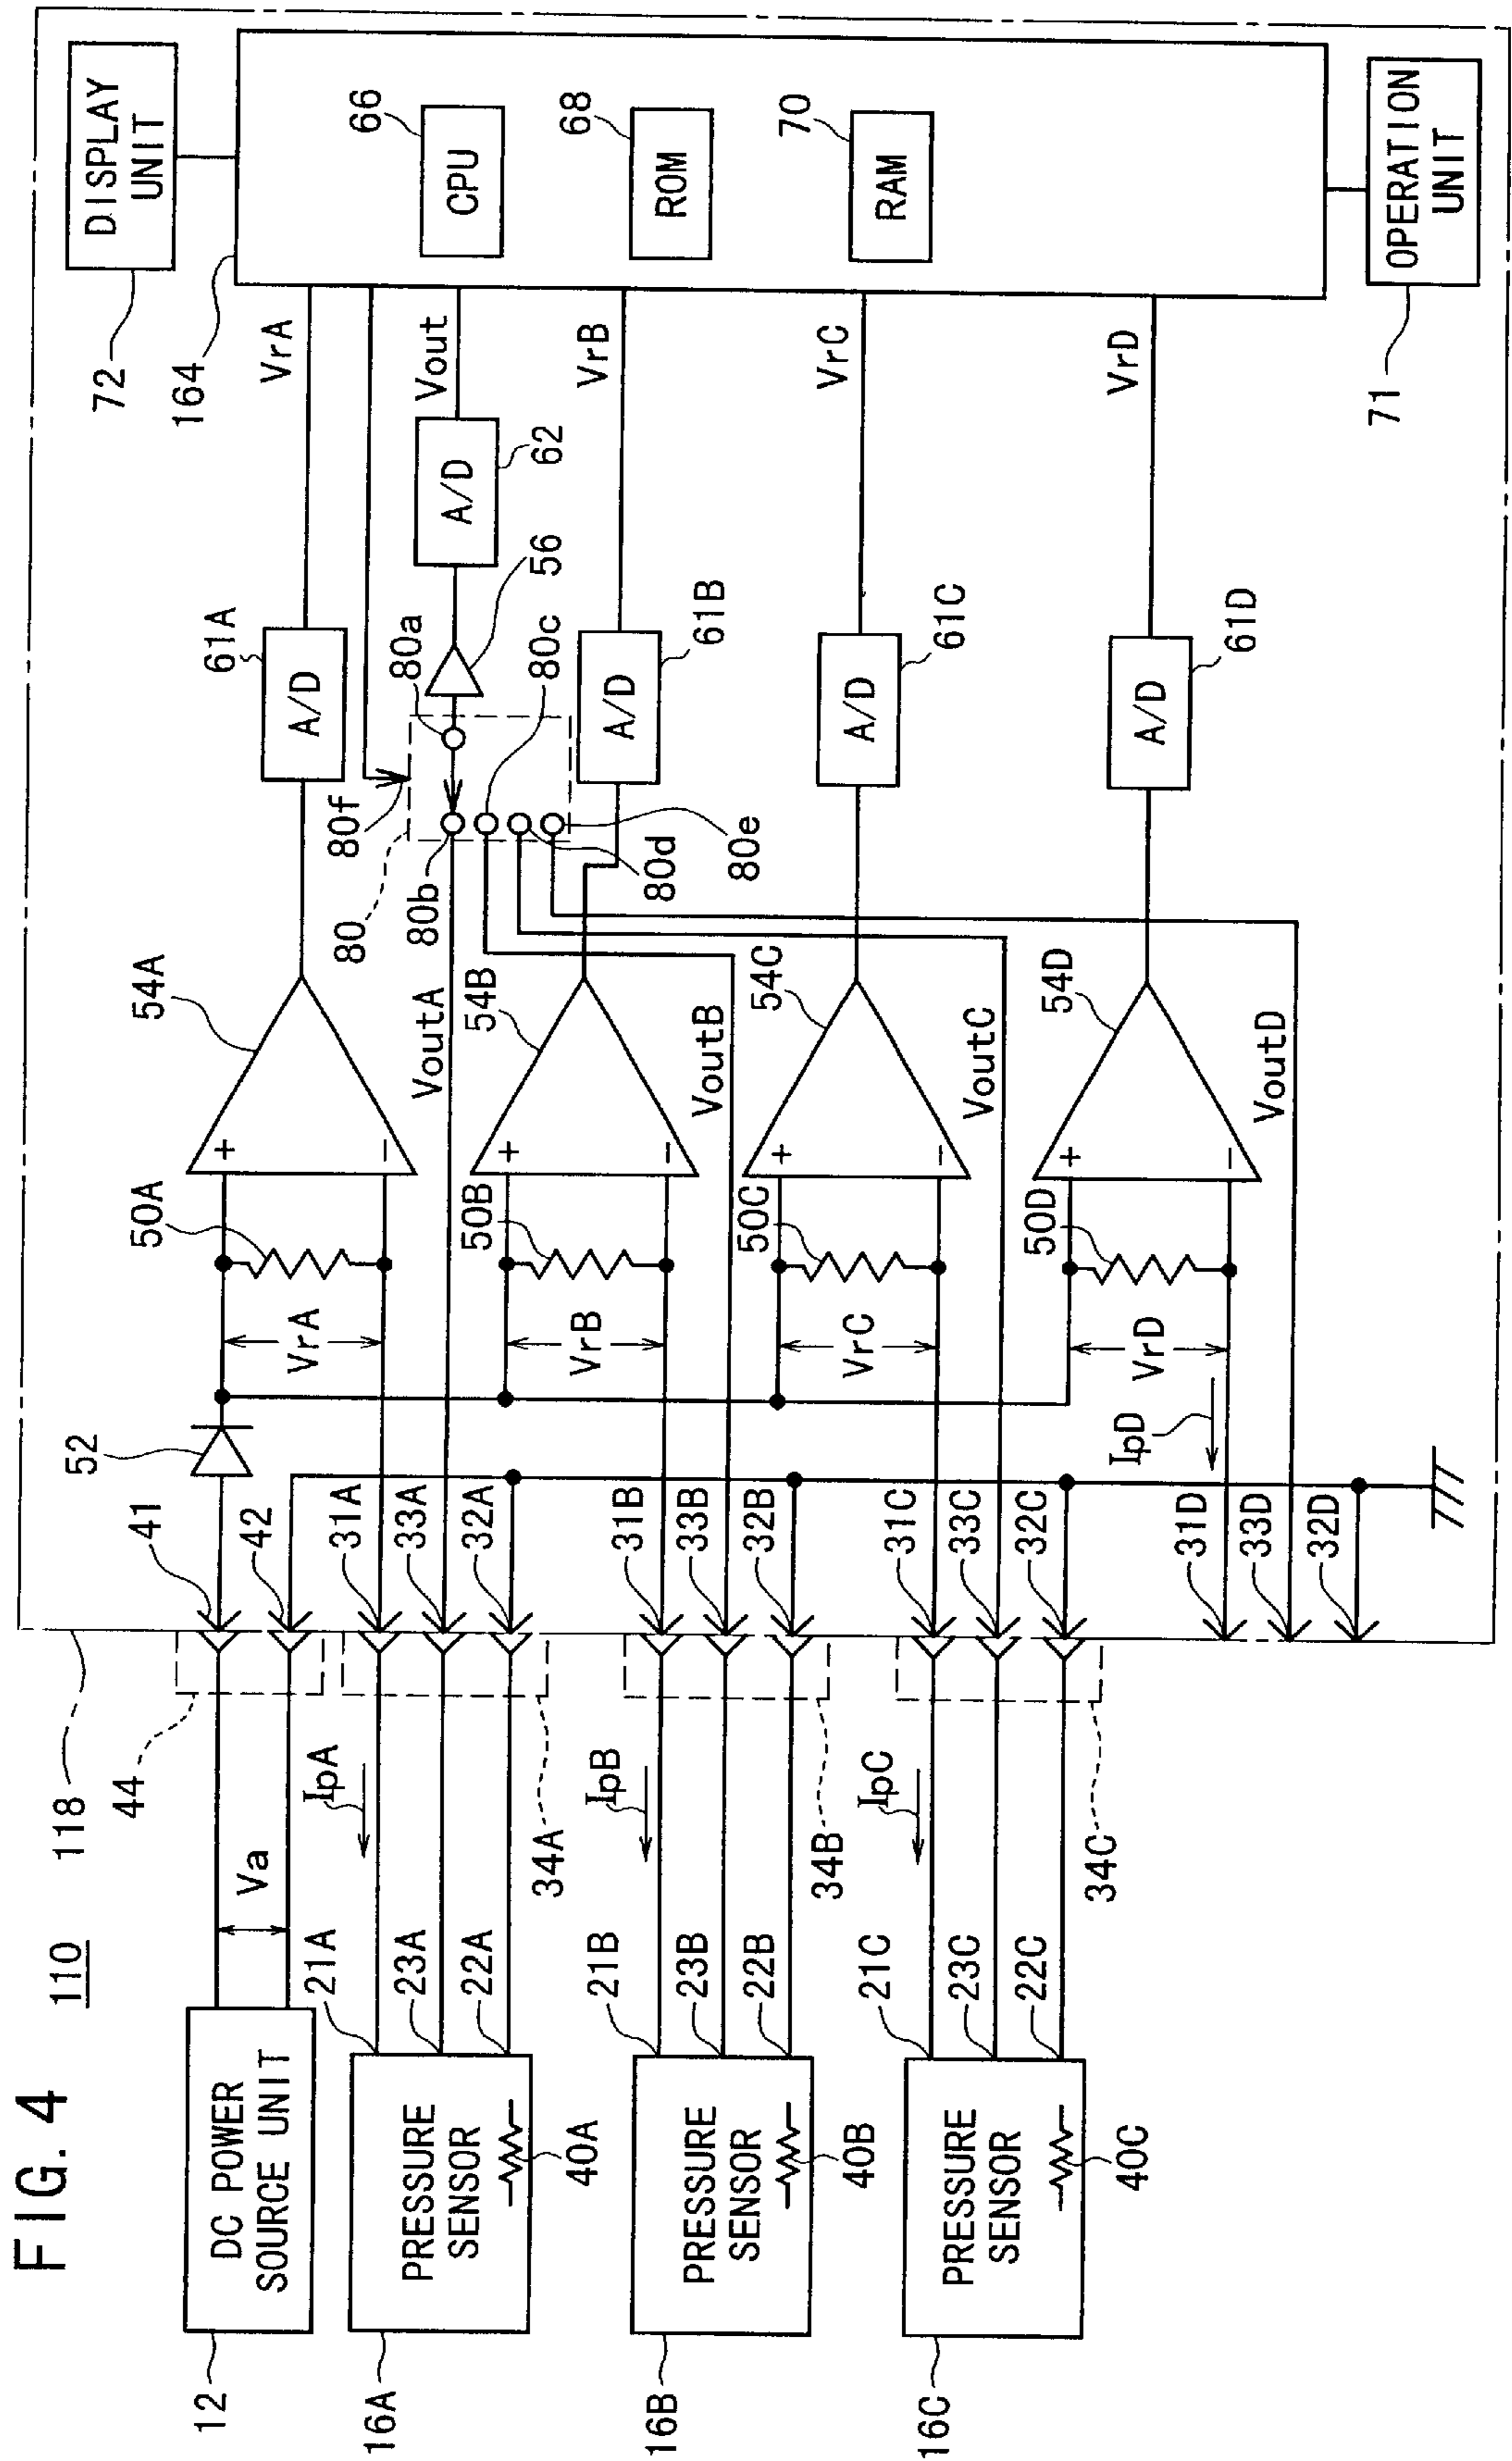 FIG. 4
110
12
DC POWER
SOURCE UNIT
Va
44
118
41
42
52
16A
PRESSURE
SENSOR
40A
21A
23A
22A
IpA
34A
31A
33A
32A
VrA
50A
+
−
54A
61A
A/D
VrA
VoutA
80
80f
80b
80a
80c
80d
80e
56
A/D
62
Vout
16B
PRESSURE
SENSOR
40B
21B
23B
22B
IpB
34B
31B
33B
32B
VrB
50B
+
−
54B
VoutB
A/D
61B
VrB
16C
PRESSURE
SENSOR
40C
21C
23C
22C
IpC
34C
31C
33C
32C
VrC
50C
+
−
54C
VoutC
A/D
61C
VrC
31D
33D
32D
IpD
VrD
50D
+
−
54D
VoutD
A/D
61D
VrD
72
DISPLAY
UNIT
164
CPU
66
ROM
68
RAM
70
71
OPERATION
UNIT